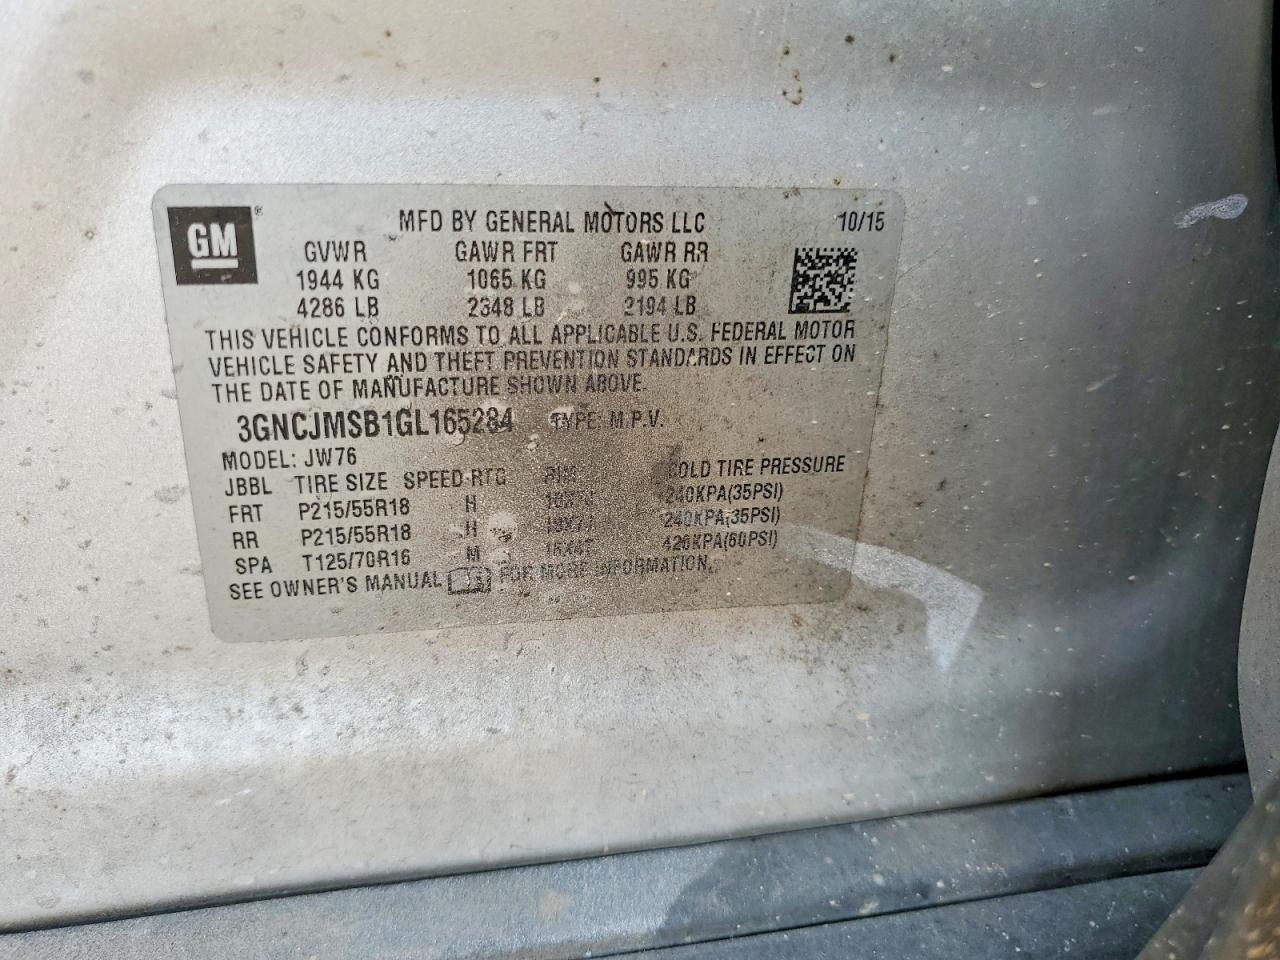 GM ® MFD BY GENERAL MOTORS LLC 10/15
GVWR GAWR FRT GAWR RR
1944 KG 1065 KG 995 KG
4286 LB 2348 LB 2194 LB
THIS VEHICLE CONFORMS TO ALL APPLICABLE U.S. FEDERAL MOTOR
VEHICLE SAFETY AND THEFT PREVENTION STANDARDS IN EFFECT ON
THE DATE OF MANUFACTURE SHOWN ABOVE.
3GNCJMSB1GL165284 TYPE: M.P.V.
MODEL: JW76
JBBL TIRE SIZE SPEED RTG RIM COLD TIRE PRESSURE
FRT P215/55R18 H 240KPA(35PSI)
RR P215/55R18 H 240KPA(35PSI)
SPA T125/70R16 M 420KPA(60PSI)
SEE OWNER'S MANUAL FOR MORE INFORMATION.